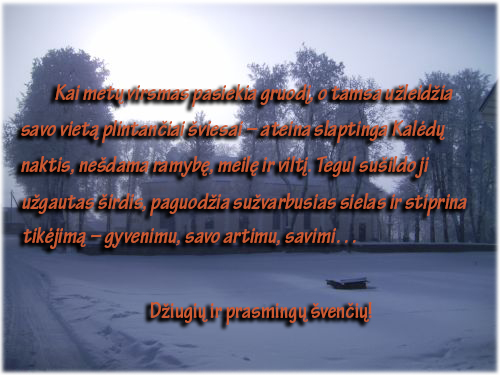 Kai metų virsmas pasiekia gruodį, o tamsa užleidžia
savo vietą plintančiai šviesai – ateina slaptinga Kalėdų
naktis, nešdama ramybę, meilę ir viltį. Tegul sušildo ji
užgautas širdis, paguodžia sužvarbusias sielas ir stiprina
tikėjimą – gyvenimu, savo artimu, savimi...
Džiugių ir prasmingų švenčių!